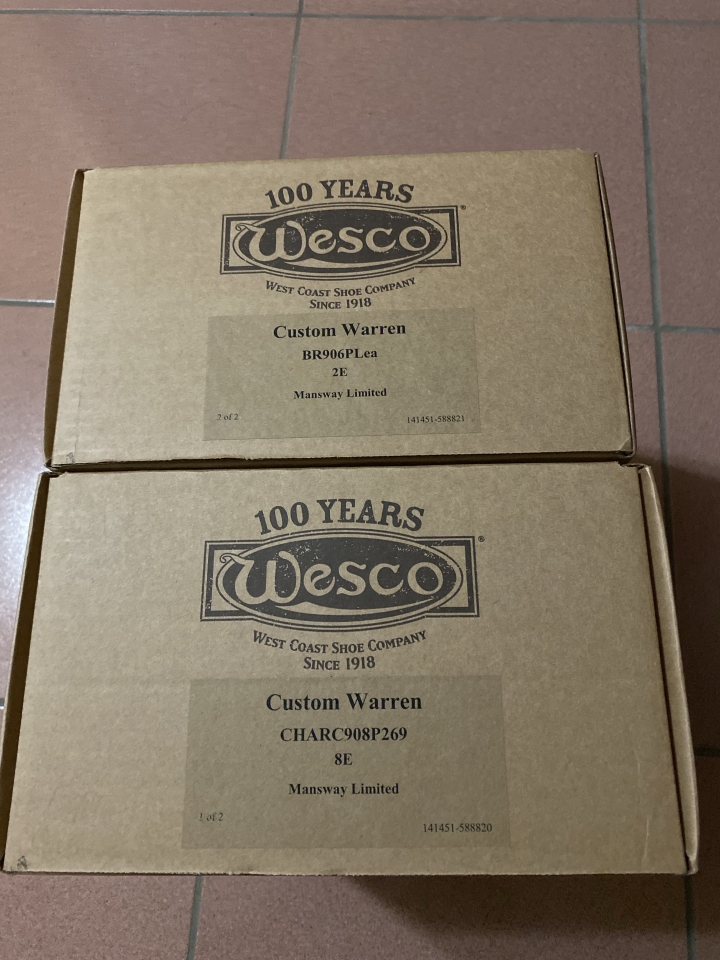 100 YEARS
Wesco®
WEST COAST SHOE COMPANY
SINCE 1918
Custom Warren
BR906PLea
2E
Mansway Limited
2 of 2 141451-588821
100 YEARS
Wesco®
WEST COAST SHOE COMPANY
SINCE 1918
Custom Warren
CHARC908P269
8E
Mansway Limited
1 of 2 141451-588820